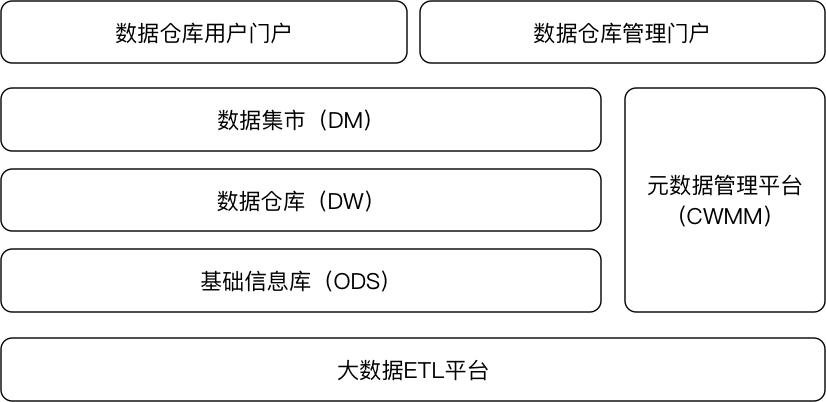 数据仓库用户门户
数据仓库管理门户
数据集市（DM）
元数据管理平台
（CWMM）
数据仓库（DW）
基础信息库（ODS）
大数据ETL平台